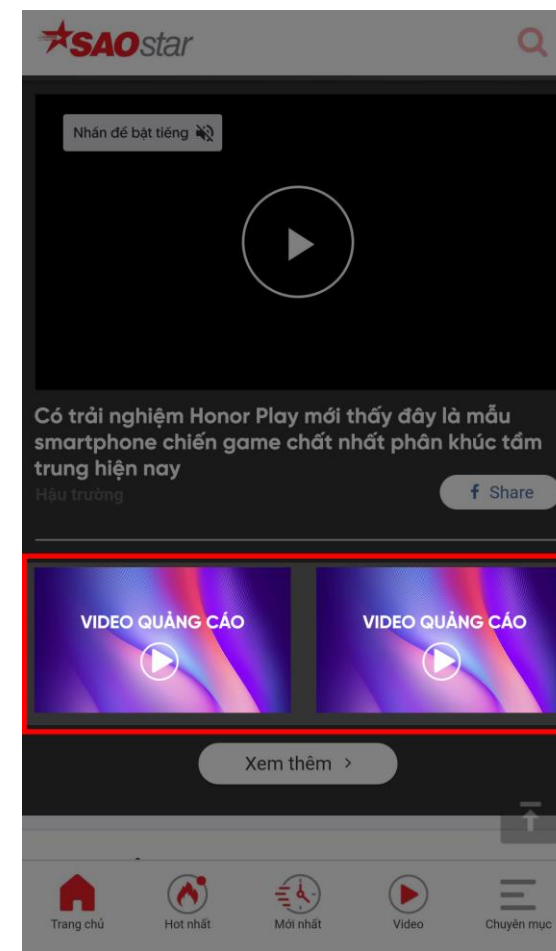 SAOstar
Nhấn để bật tiếng
Có trải nghiệm Honor Play mới thấy đây là mẫu
smartphone chiến game chất nhất phân khúc tầm
trung hiện nay
Hậu trường
f Share
VIDEO QUẢNG CÁO
VIDEO QUẢNG CÁO
Xem thêm >
Trang chủ
Hot nhất
Mới nhất
Video
Chuyên mục